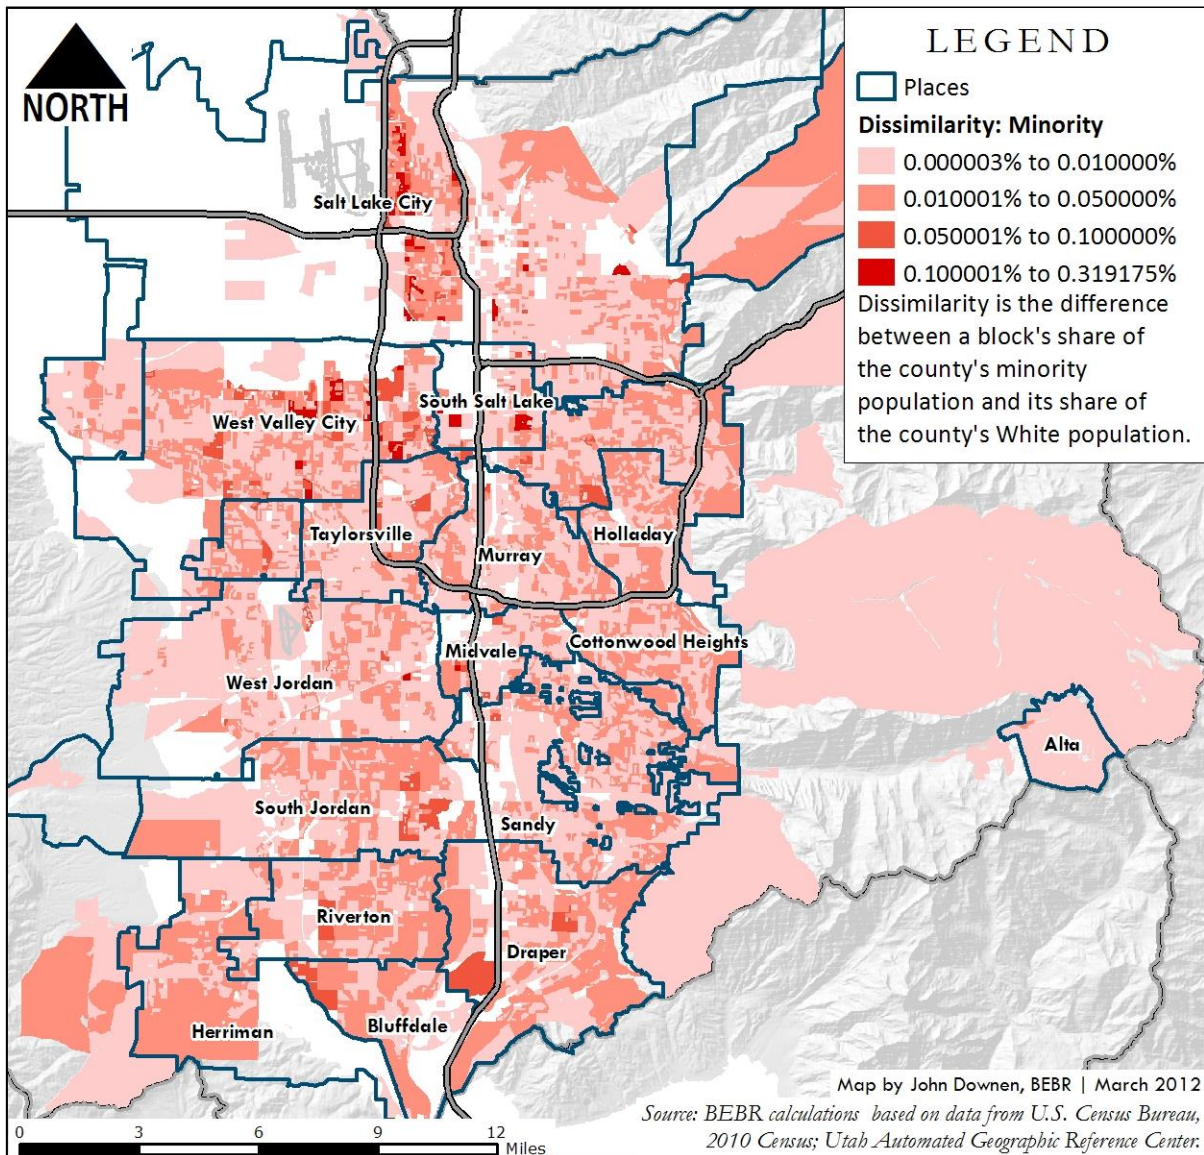 NORTH
LEGEND
Places
Dissimilarity: Minority
0.000003% to 0.010000%
0.010001% to 0.050000%
0.050001% to 0.100000%
0.100001% to 0.319175%
Dissimilarity is the difference
between a block's share of
the county's minority
population and its share of
the county's White population.
Salt Lake City
South Salt Lake
West Valley City
Taylorsville
Murray
Holladay
Midvale
Cottonwood Heights
West Jordan
Alta
South Jordan
Sandy
Riverton
Draper
Herriman
Bluffdale
Map by John Downen, BEBR | March 2012
Source: BEBR calculations based on data from U.S. Census Bureau,
2010 Census; Utah Automated Geographic Reference Center.
0 3 6 9 12
Miles